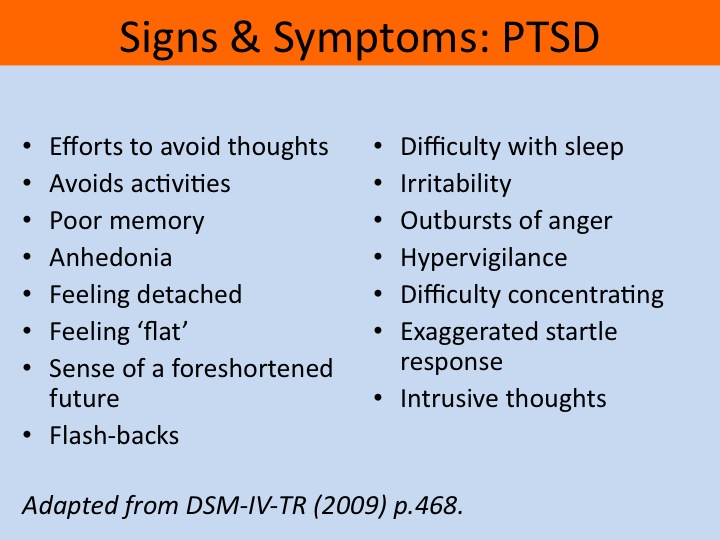 Signs & Symptoms: PTSD
• Efforts to avoid thoughts
• Avoids activities
• Poor memory
• Anhedonia
• Feeling detached
• Feeling ‘flat’
• Sense of a foreshortened
future
• Flash-backs
• Difficulty with sleep
• Irritability
• Outbursts of anger
• Hypervigilance
• Difficulty concentrating
• Exaggerated startle
response
• Intrusive thoughts
Adapted from DSM-IV-TR (2009) p.468.